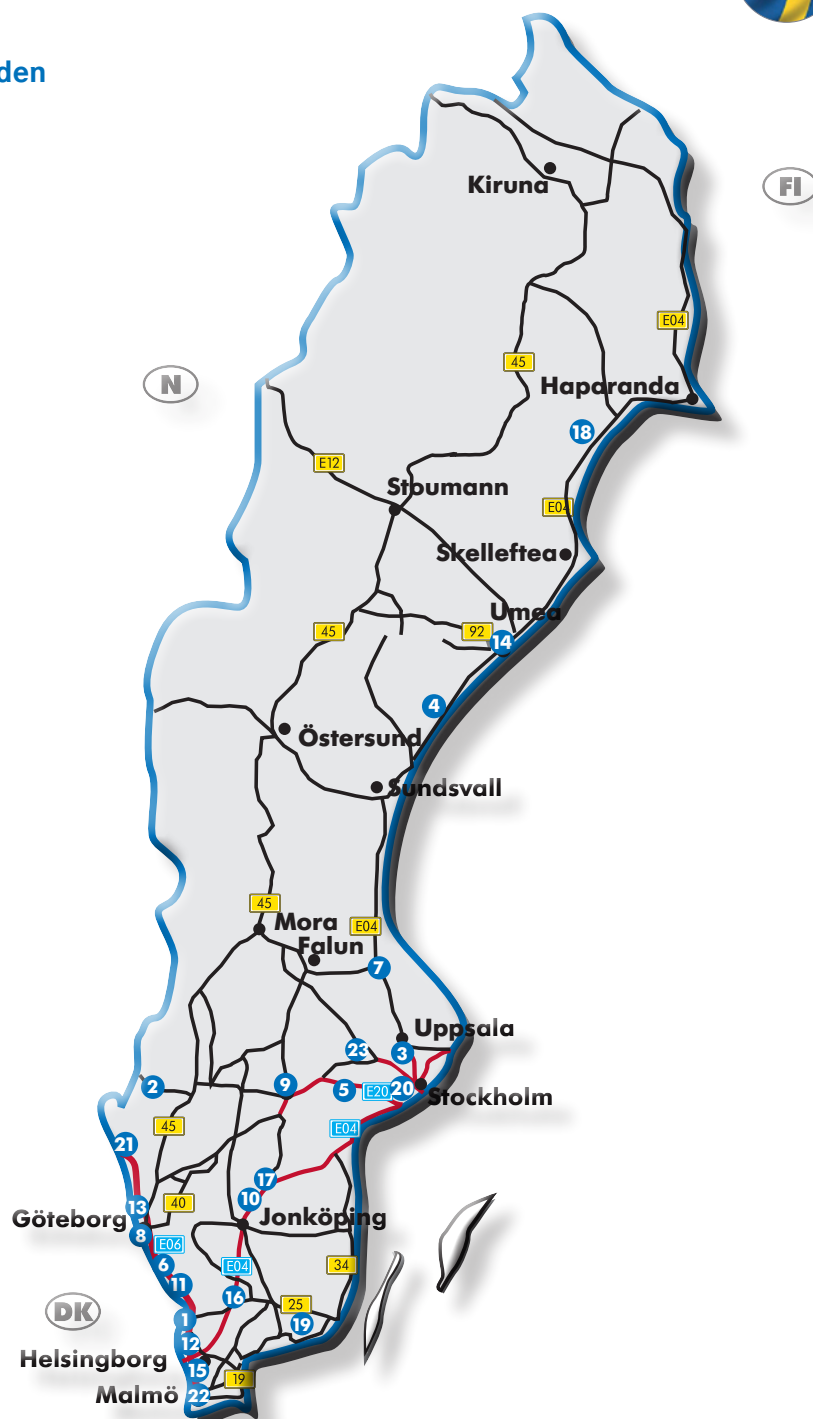 den
Kiruna
FI
E04
45
N
Haparanda
18
E12
Stoumann
E04
Skelleftea
Umea
45
92
14
4
Östersund
Sundsvall
45
Mora
E04
Falun
7
Uppsala
23
3
2
9
5
E20
20
Stockholm
45
E04
21
17
40
10
13
Göteborg
Jonköping
8
E06
6
E04
34
11
16
25
DK
1
19
12
Helsingborg
15
19
Malmö
22